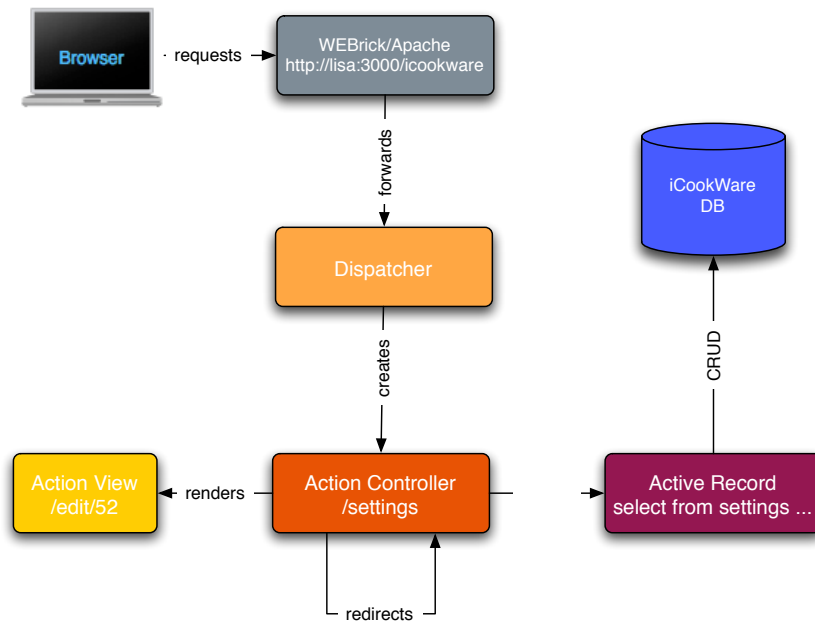 Browser
requests
WEBrick/Apache
http://lisa:3000/icookware
forwards
iCookWare
DB
Dispatcher
creates
CRUD
Action View
/edit/52
renders
Action Controller
/settings
Active Record
select from settings ...
redirects